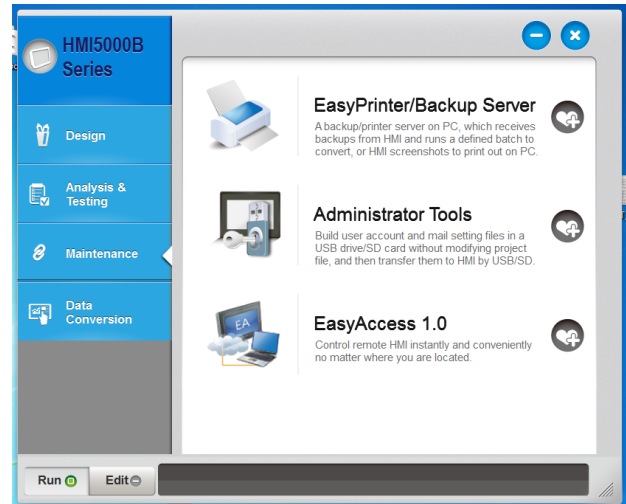 HMI5000B
Series
Design
Analysis &
Testing
Maintenance
Data
Conversion
EasyPrinter/Backup Server
A backup/printer server on PC, which receives
backups from HMI and runs a defined batch to
convert, or HMI screenshots to print out on PC.
Administrator Tools
Build user account and mail setting files in a
USB drive/SD card without modifying project
file, and then transfer them to HMI by USB/SD.
EA
EasyAccess 1.0
Control remote HMI instantly and conveniently
no matter where you are located.
Run
Edit